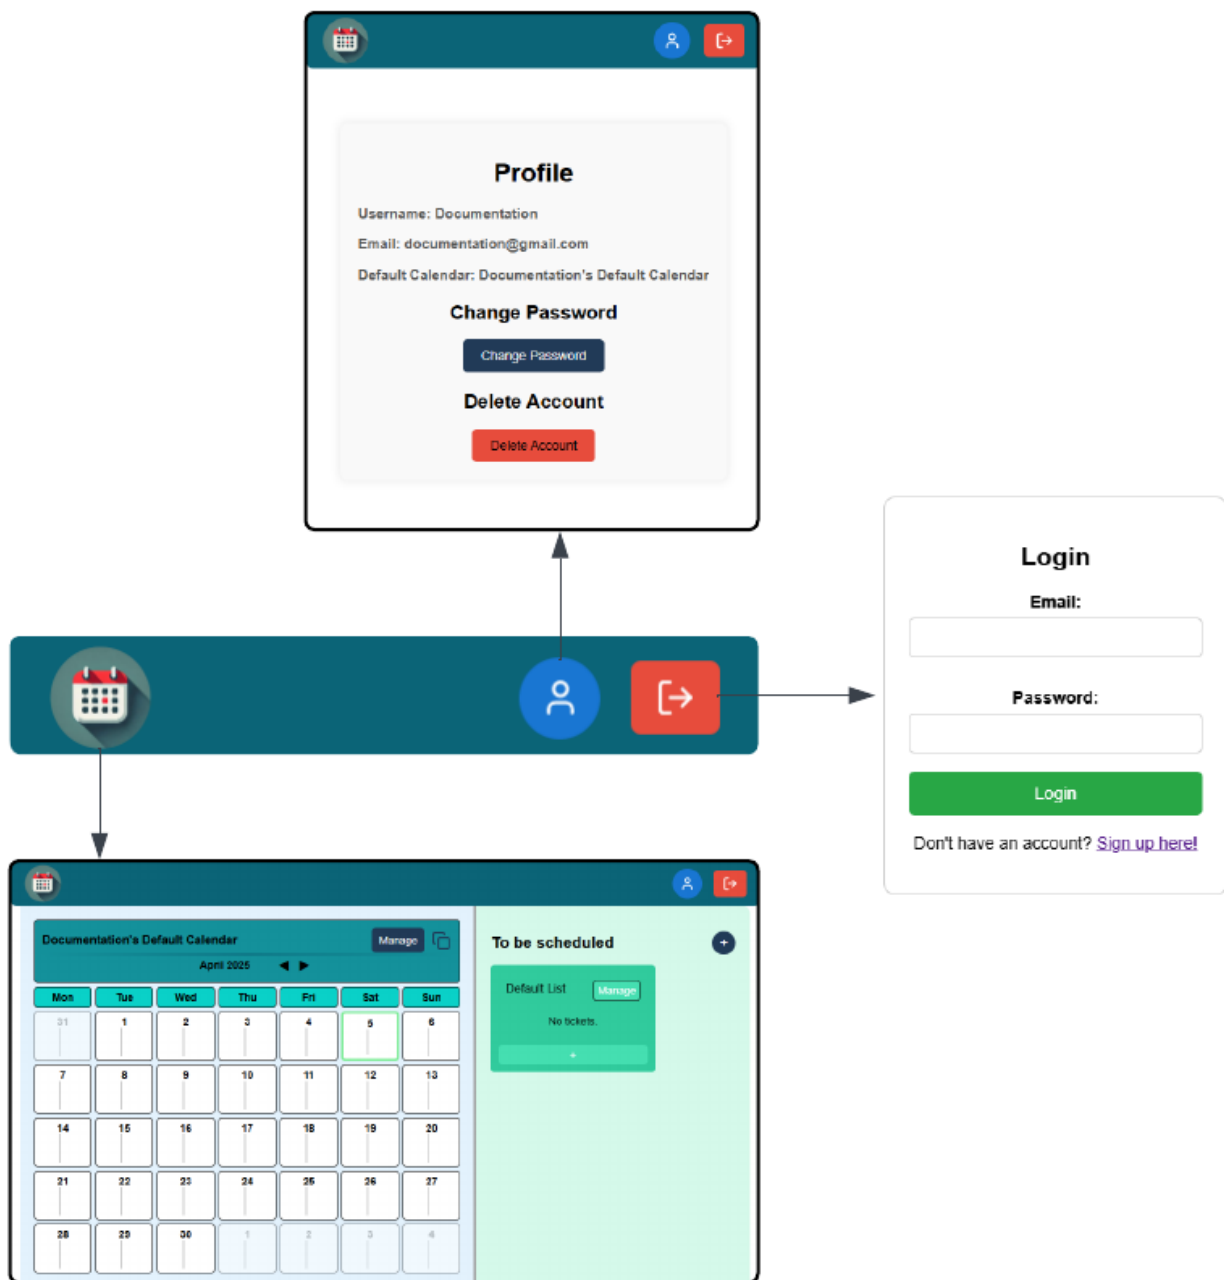 Profile
Username: Documentation
Email: documentation@gmail.com
Default Calendar: Documentation's Default Calendar
Change Password
Change Password
Delete Account
Delete Account
Login
Email:
Password:
Login
Don't have an account? Sign up here!
Documentation's Default Calendar Manage
April 2025
Mon Tue Wed Thu Fri Sat Sun
31 1 2 3 4 5 6
7 8 9 10 11 12 13
14 15 16 17 18 19 20
21 22 23 24 25 26 27
28 29 30 1 2 3 4
To be scheduled +
Default List Manage
No tickets.
+